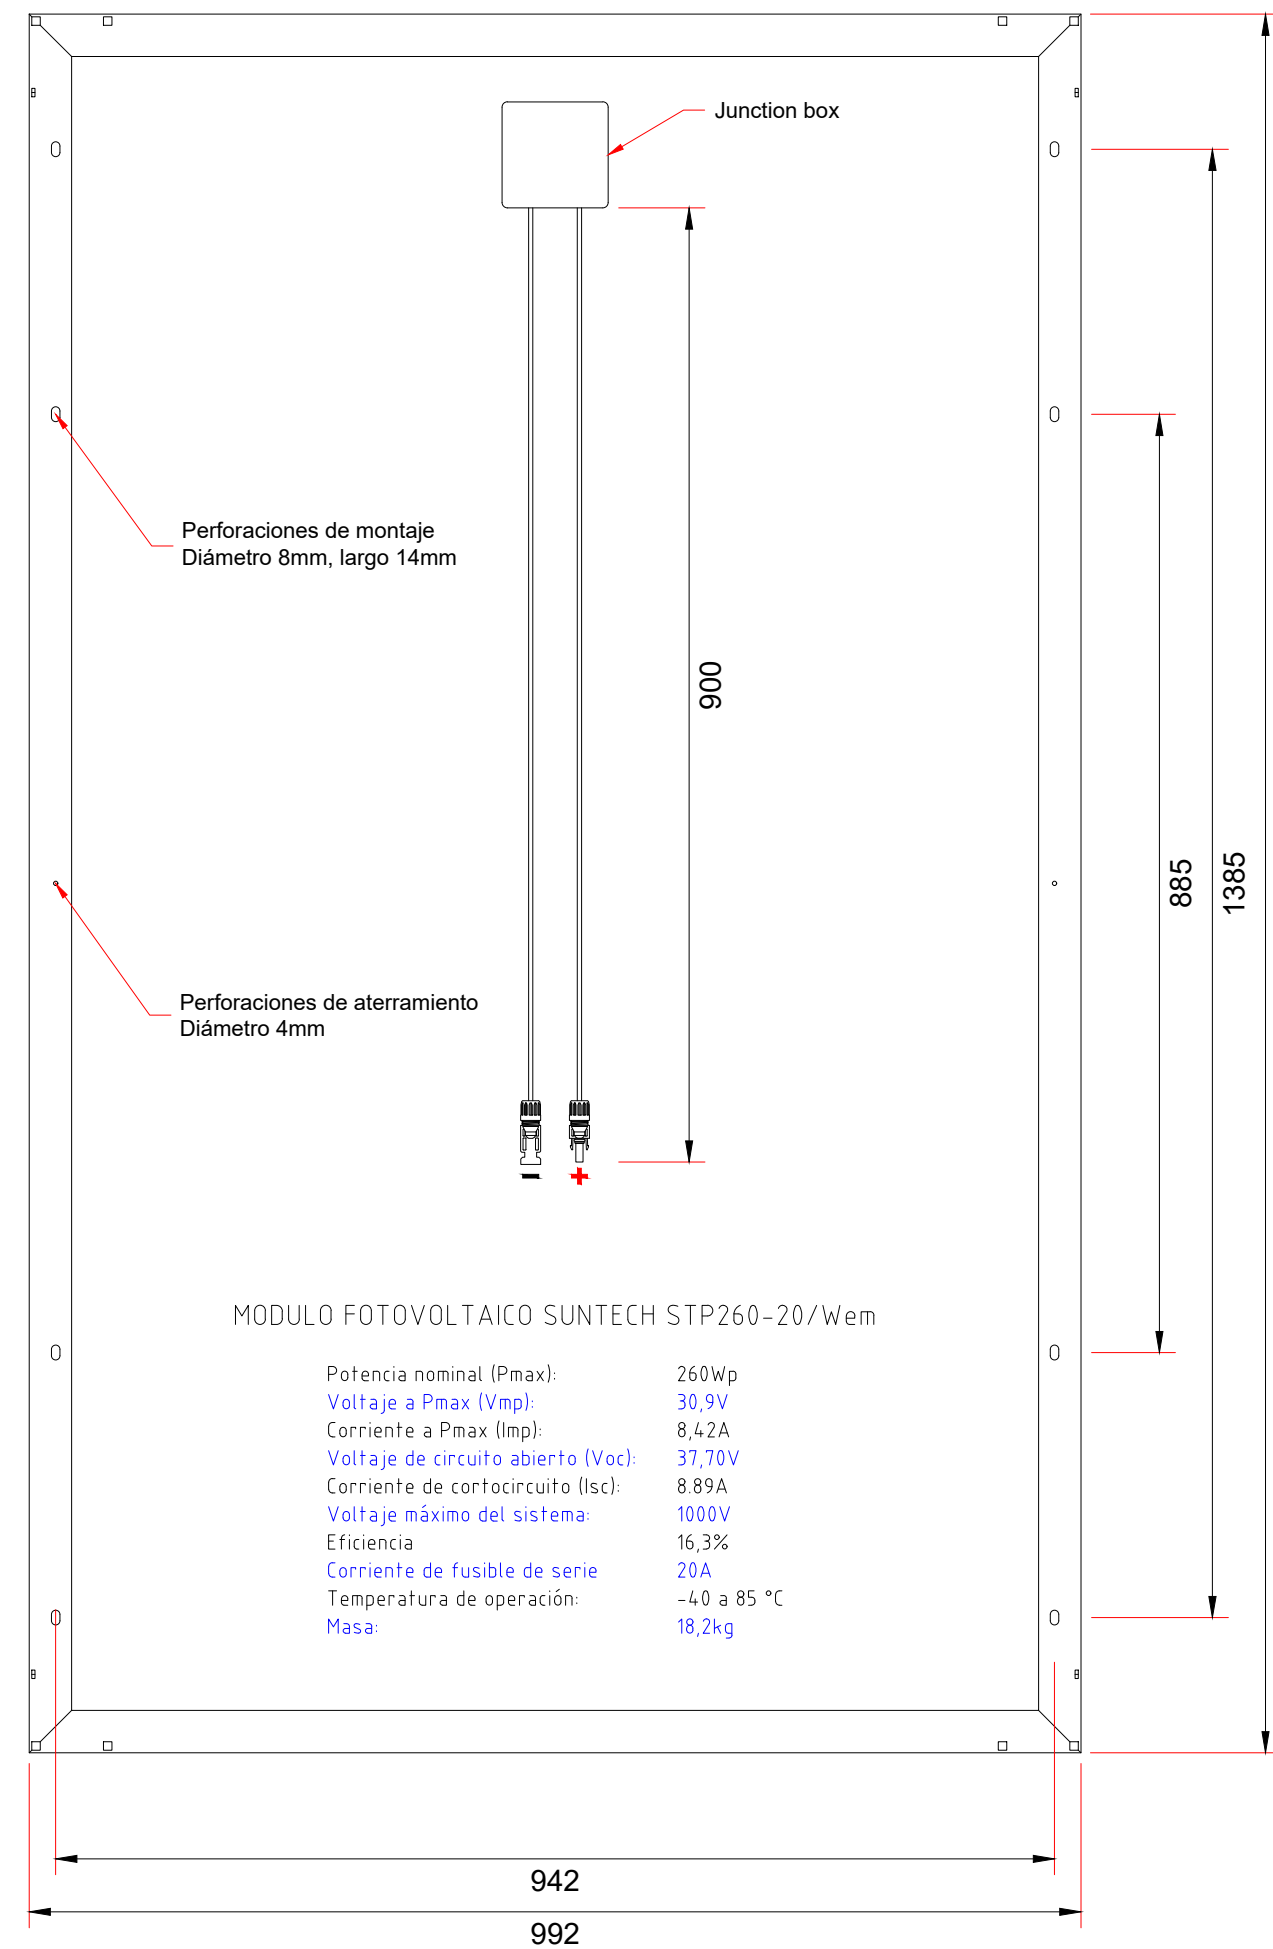 Junction box
Perforaciones de montaje
Diámetro 8mm, largo 14mm
900
885
1385
Perforaciones de aterramiento
Diámetro 4mm
MODULO FOTOVOLTAICO SUNTECH STP260-20/Wem
Potencia nominal (Pmax): 260Wp
Voltaje a Pmax (Vmp): 30,9V
Corriente a Pmax (Imp): 8,42A
Voltaje de circuito abierto (Voc): 37,70V
Corriente de cortocircuito (Isc): 8.89A
Voltaje máximo del sistema: 1000V
Eficiencia 16,3%
Corriente de fusible de serie 20A
Temperatura de operación: -40 a 85 °C
Masa: 18,2kg
942
992